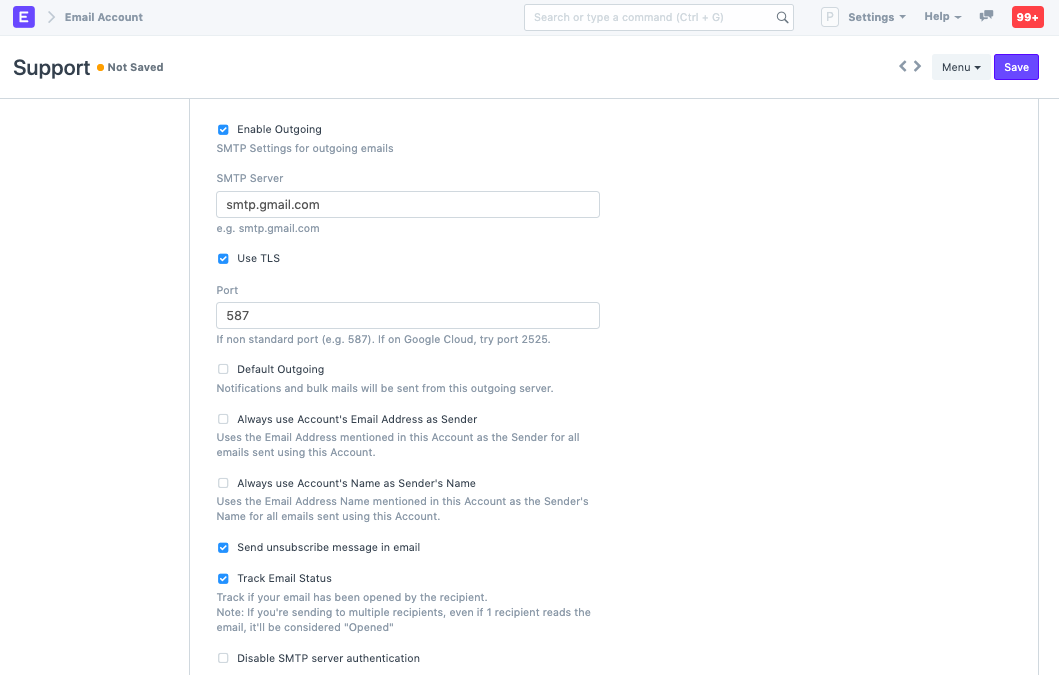 E
Email Account
Search or type a command (Ctrl + G)
P
Settings
Help
99+
Support
Not Saved
Menu
Save
Enable Outgoing
SMTP Settings for outgoing emails
SMTP Server
smtp.gmail.com
e.g. smtp.gmail.com
Use TLS
Port
587
If non standard port (e.g. 587). If on Google Cloud, try port 2525.
Default Outgoing
Notifications and bulk mails will be sent from this outgoing server.
Always use Account's Email Address as Sender
Uses the Email Address mentioned in this Account as the Sender for all
emails sent using this Account.
Always use Account's Name as Sender's Name
Uses the Email Address Name mentioned in this Account as the Sender's
Name for all emails sent using this Account.
Send unsubscribe message in email
Track Email Status
Track if your email has been opened by the recipient.
Note: If you're sending to multiple recipients, even if 1 recipient reads the
email, it'll be considered "Opened"
Disable SMTP server authentication